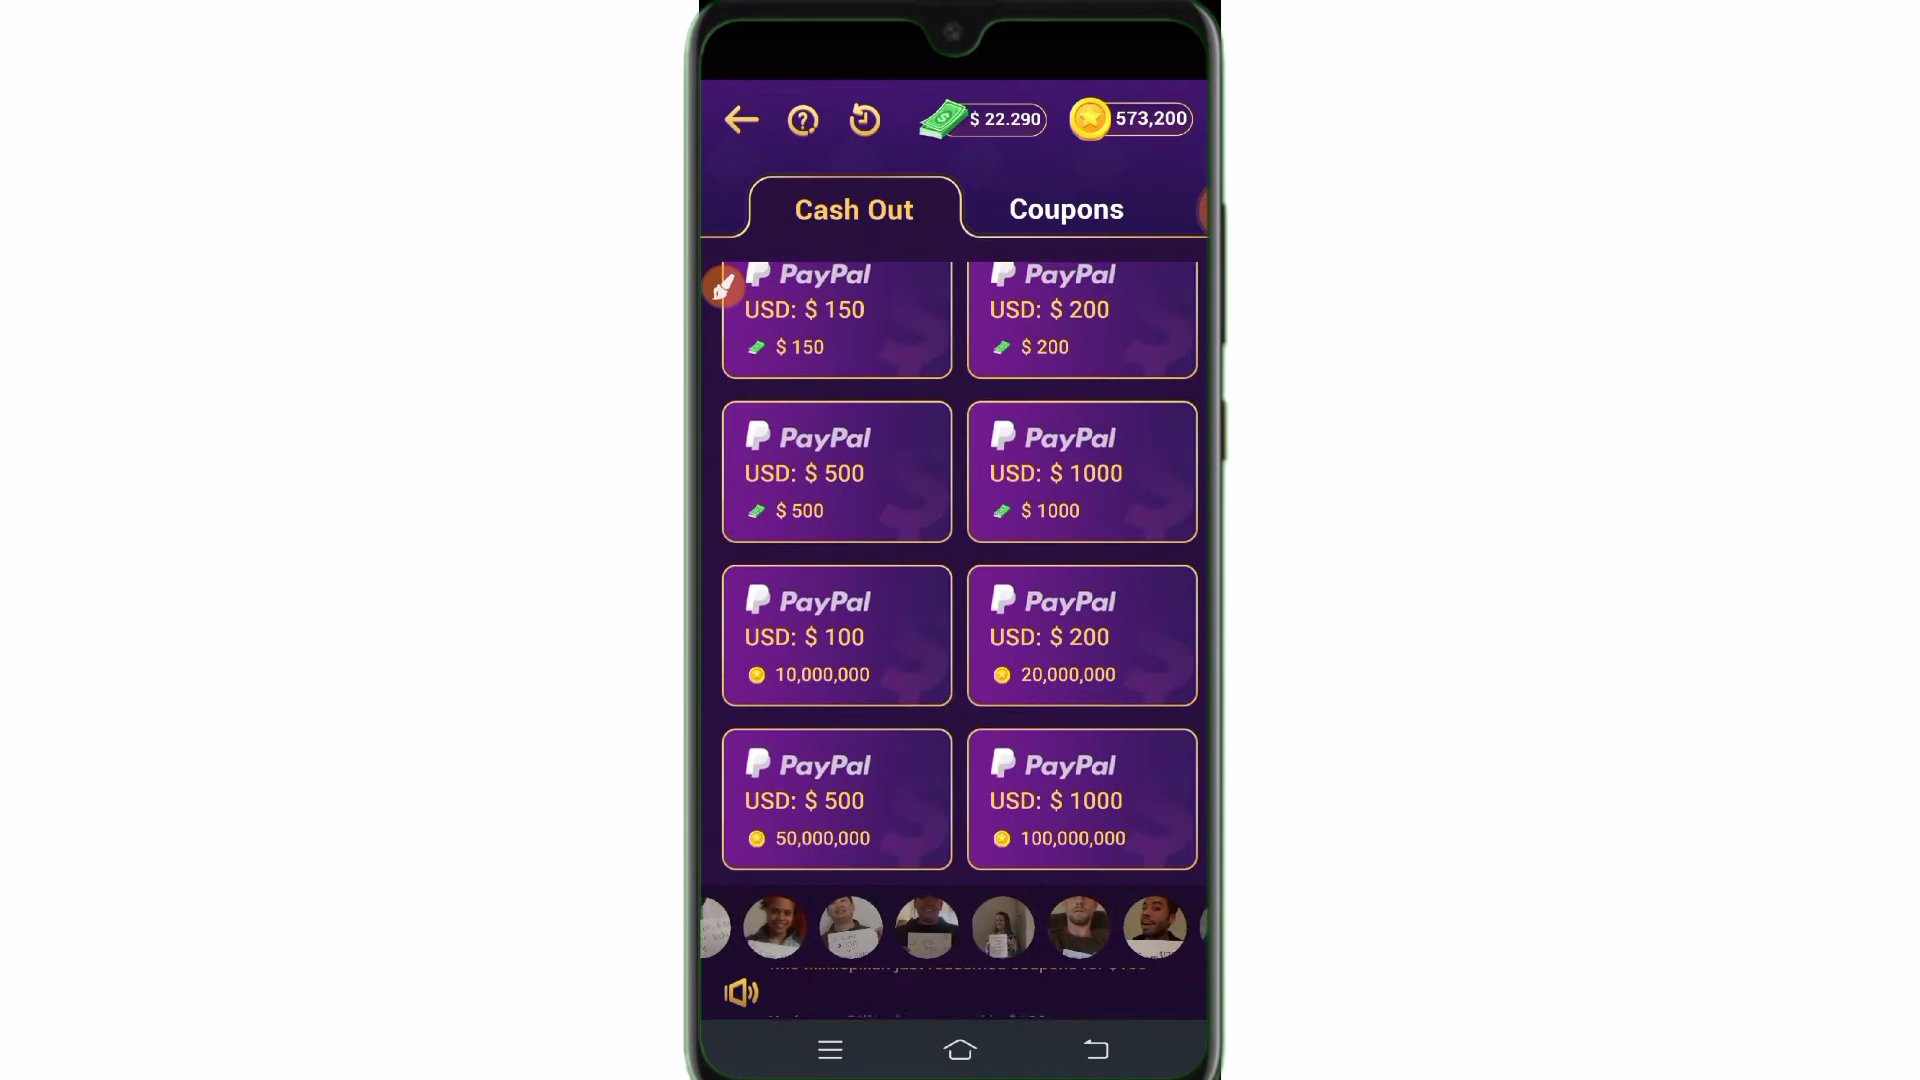 $ 22.290
573,200
Cash Out
Coupons
PayPal
USD: $ 150
$ 150
PayPal
USD: $ 200
$ 200
PayPal
USD: $ 500
$ 500
PayPal
USD: $ 1000
$ 1000
PayPal
USD: $ 100
10,000,000
PayPal
USD: $ 200
20,000,000
PayPal
USD: $ 500
50,000,000
PayPal
USD: $ 1000
100,000,000